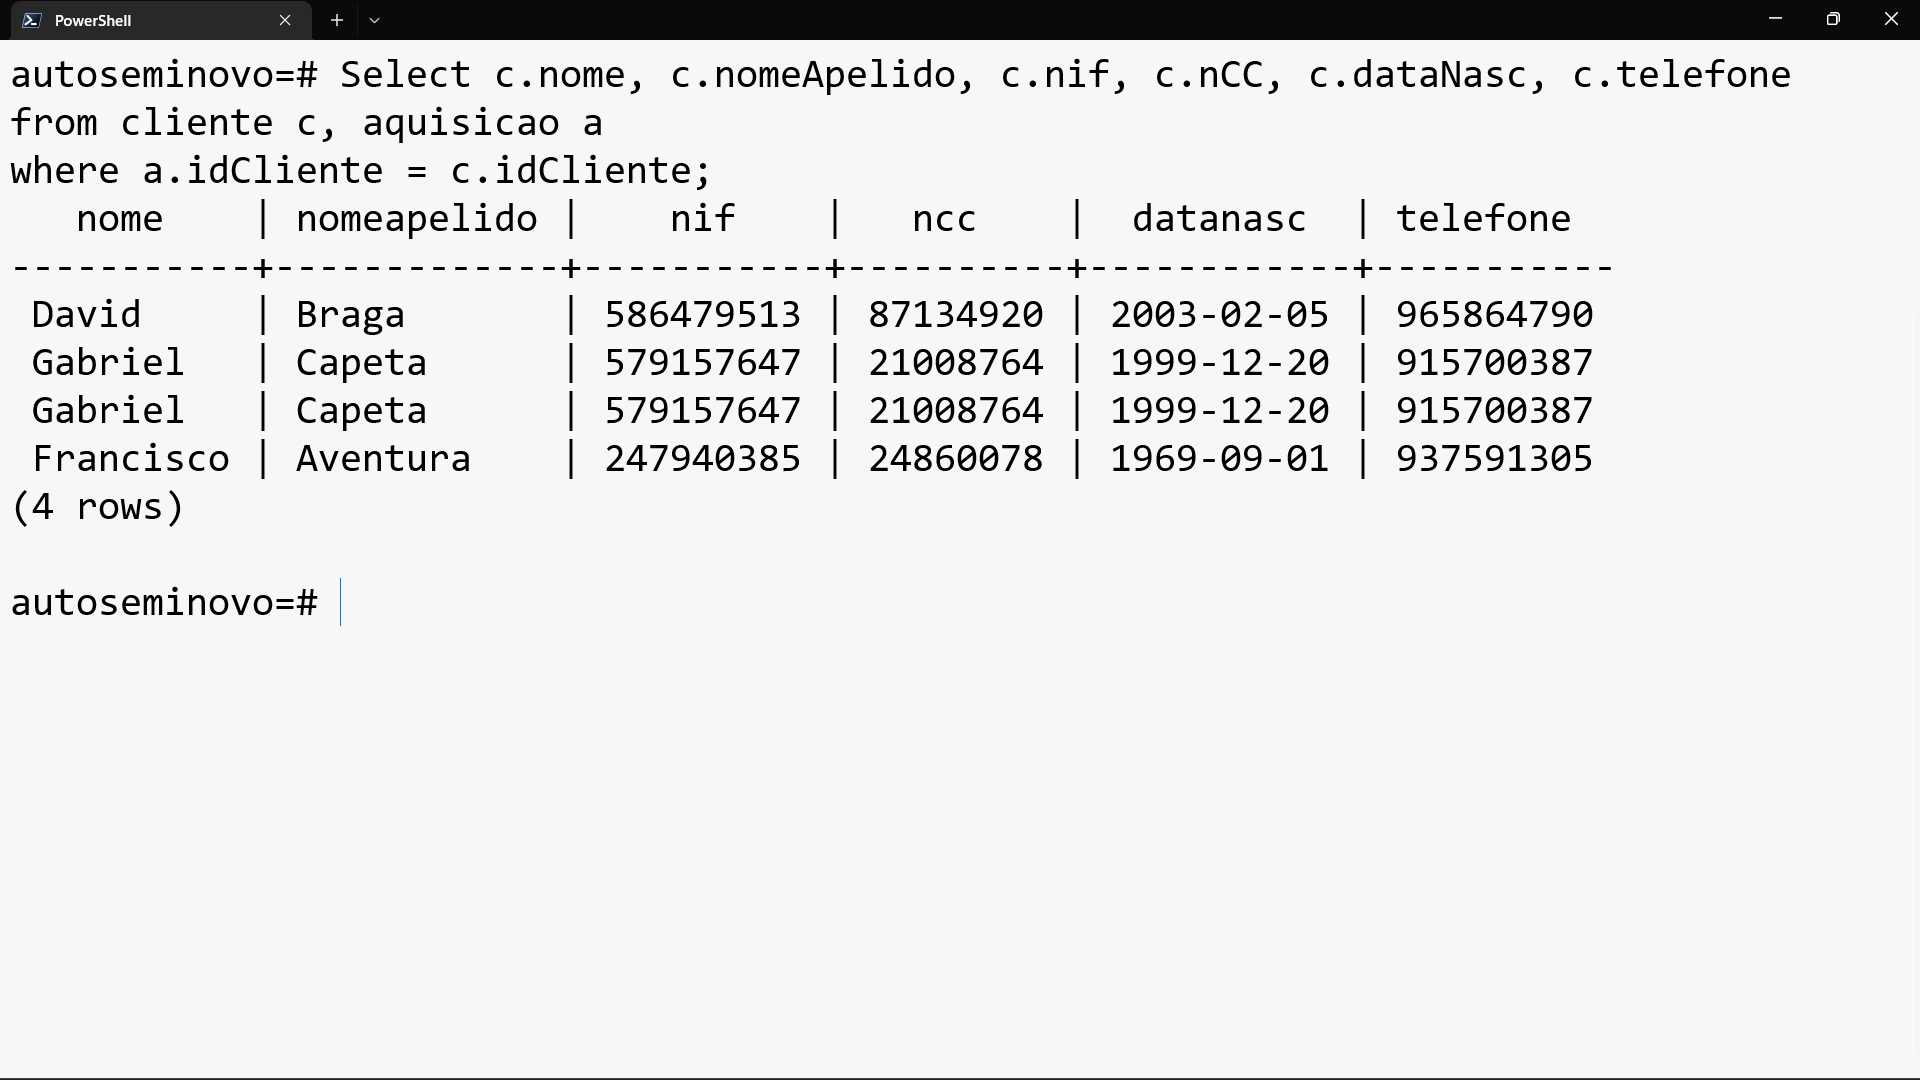 PowerShell
autoseminovo=# Select c.nome, c.nomeApelido, c.nif, c.nCC, c.dataNasc, c.telefone
from cliente c, aquisicao a
where a.idCliente = c.idCliente;
   nome    | nomeapelido |    nif    |   ncc    |  datanasc  | telefone
-----------+-------------+-----------+----------+------------+-----------
 David     | Braga       | 586479513 | 87134920 | 2003-02-05 | 965864790
 Gabriel   | Capeta      | 579157647 | 21008764 | 1999-12-20 | 915700387
 Gabriel   | Capeta      | 579157647 | 21008764 | 1999-12-20 | 915700387
 Francisco | Aventura    | 247940385 | 24860078 | 1969-09-01 | 937591305
(4 rows)
autoseminovo=#